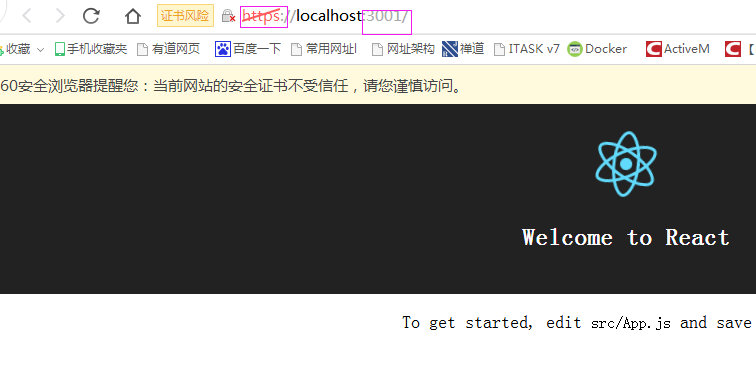 证书风险 https://localhost:3001/
收藏 手机收藏夹 有道网页 百度一下 常用网址 网址架构 禅道 ITASK v7 Docker ActiveM 【
60安全浏览器提醒您：当前网站的安全证书不受信任，请您谨慎访问。
Welcome to React
To get started, edit src/App.js and save